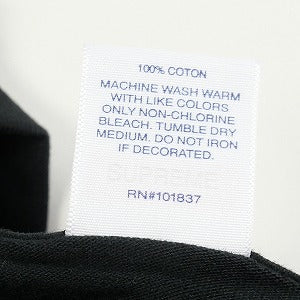 100% COTON
MACHINE WASH WARM
WITH LIKE COLORS
ONLY NON-CHLORINE
BLEACH. TUMBLE DRY
MEDIUM. DO NOT IRON
IF DECORATED.
RN#101837